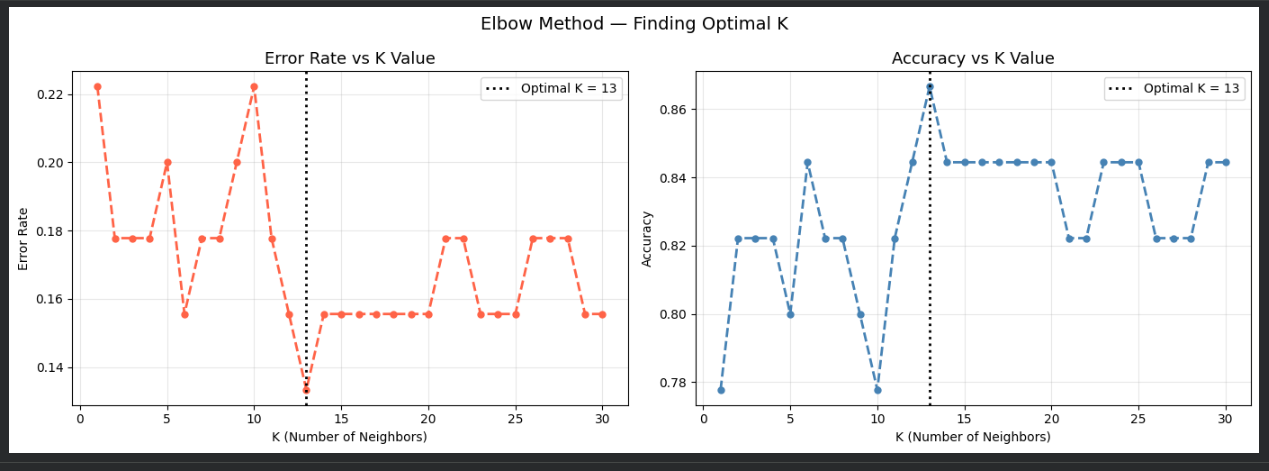 Elbow Method — Finding Optimal K
Error Rate vs K Value
Optimal K = 13
0.22
0.20
0.18
0.16
0.14
Error Rate
0
5
10
15
20
25
30
K (Number of Neighbors)
Accuracy vs K Value
Optimal K = 13
0.86
0.84
0.82
0.80
0.78
Accuracy
0
5
10
15
20
25
30
K (Number of Neighbors)